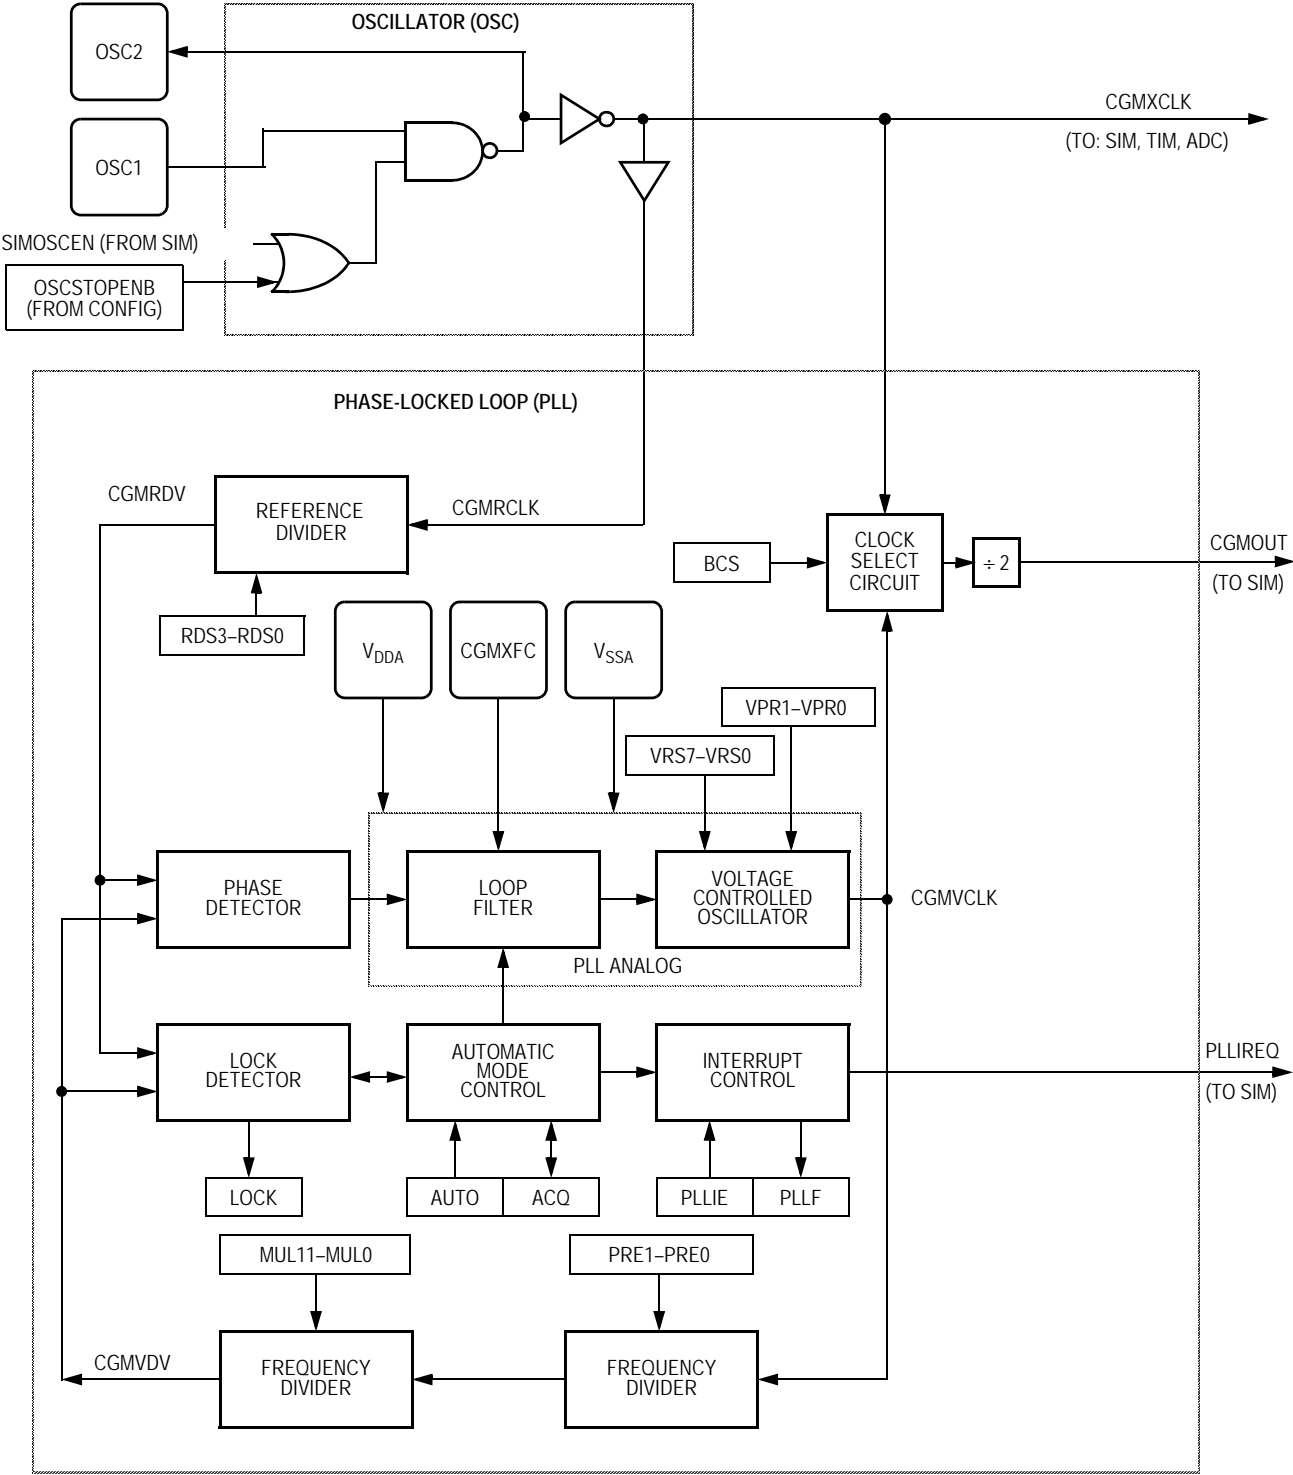 OSCILLATOR (OSC)
OSC2
CGMXCLK
(TO: SIM, TIM, ADC)
OSC1
SIMOSCEN (FROM SIM)
OSCSTOPENB
(FROM CONFIG)
PHASE-LOCKED LOOP (PLL)
CGMRDV
REFERENCE
DIVIDER
CGMRCLK
CLOCK
SELECT
CIRCUIT
BCS
÷ 2
CGMOUT
(TO SIM)
RDS3–RDS0
VDDA
CGMXFC
VSSA
VPR1–VPR0
VRS7–VRS0
PHASE
DETECTOR
LOOP
FILTER
VOLTAGE
CONTROLLED
OSCILLATOR
CGMVCLK
PLL ANALOG
LOCK
DETECTOR
AUTOMATIC
MODE
CONTROL
INTERRUPT
CONTROL
PLLIREQ
(TO SIM)
LOCK
AUTO
ACQ
PLLIE
PLLF
MUL11–MUL0
PRE1–PRE0
CGMVDV
FREQUENCY
DIVIDER
FREQUENCY
DIVIDER